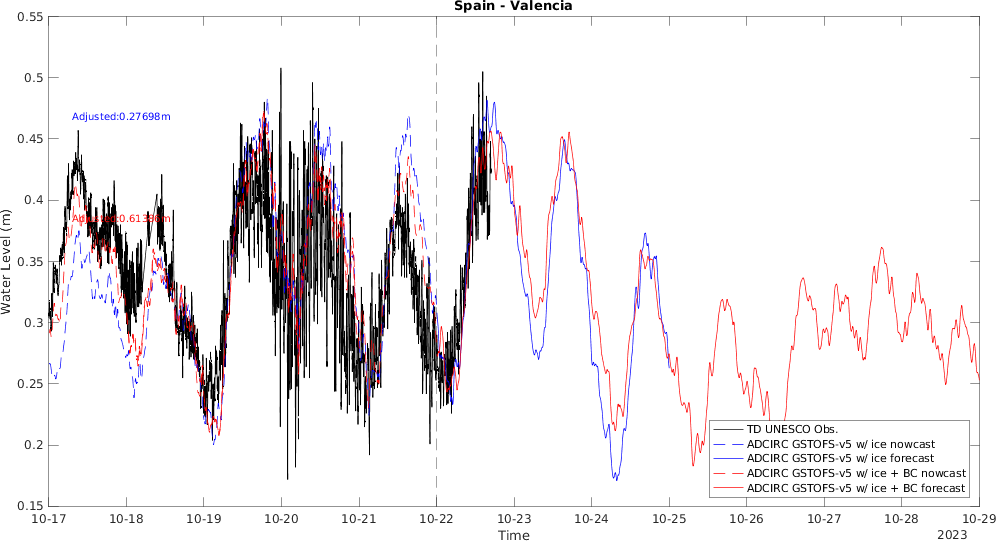 Spain - Valencia
0.55
0.5
0.45
0.4
0.35
0.3
0.25
0.2
0.15
Water Level (m)
Adjusted:0.27698m
TD UNESCO Obs.
ADCIRC GSTOFS-v5 w/ ice nowcast
ADCIRC GSTOFS-v5 w/ ice forecast
ADCIRC GSTOFS-v5 w/ ice + BC nowcast
ADCIRC GSTOFS-v5 w/ ice + BC forecast
10-17 10-18 10-19 10-20 10-21 10-22 10-23 10-24 10-25 10-26 10-27 10-28 10-29
Time
2023